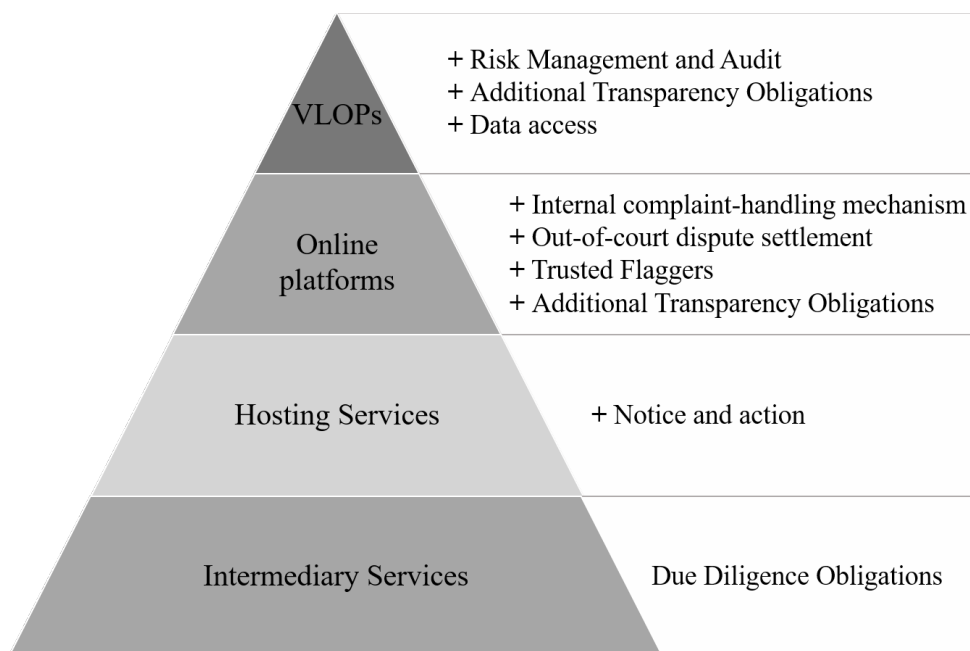 VLOPs
+ Risk Management and Audit
+ Additional Transparency Obligations
+ Data access
Online
platforms
+ Internal complaint-handling mechanism
+ Out-of-court dispute settlement
+ Trusted Flaggers
+ Additional Transparency Obligations
Hosting Services
+ Notice and action
Intermediary Services
Due Diligence Obligations